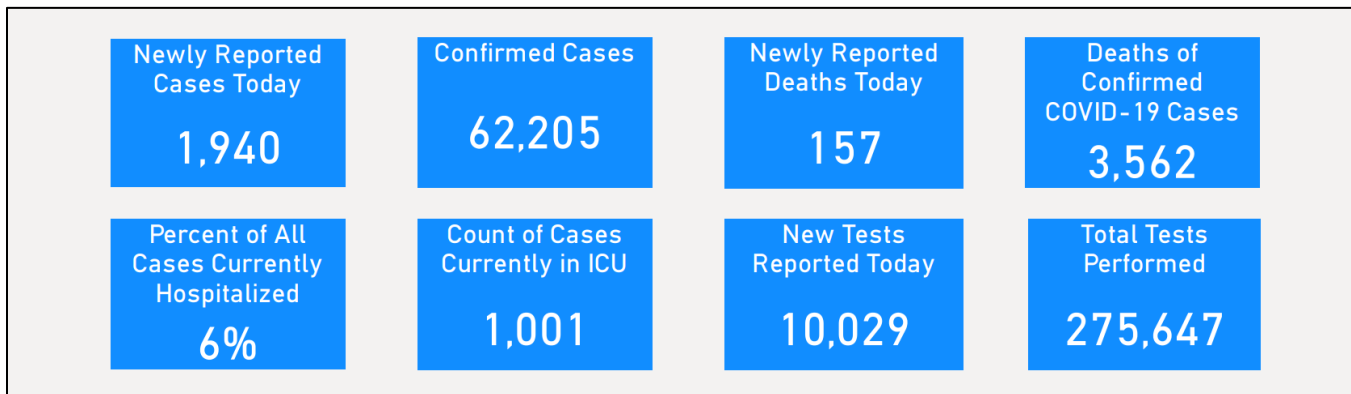 Newly Reported
Cases Today
1,940
Confirmed Cases
62,205
Newly Reported
Deaths Today
157
Deaths of
Confirmed
COVID-19 Cases
3,562
Percent of All
Cases Currently
Hospitalized
6%
Count of Cases
Currently in ICU
1,001
New Tests
Reported Today
10,029
Total Tests
Performed
275,647